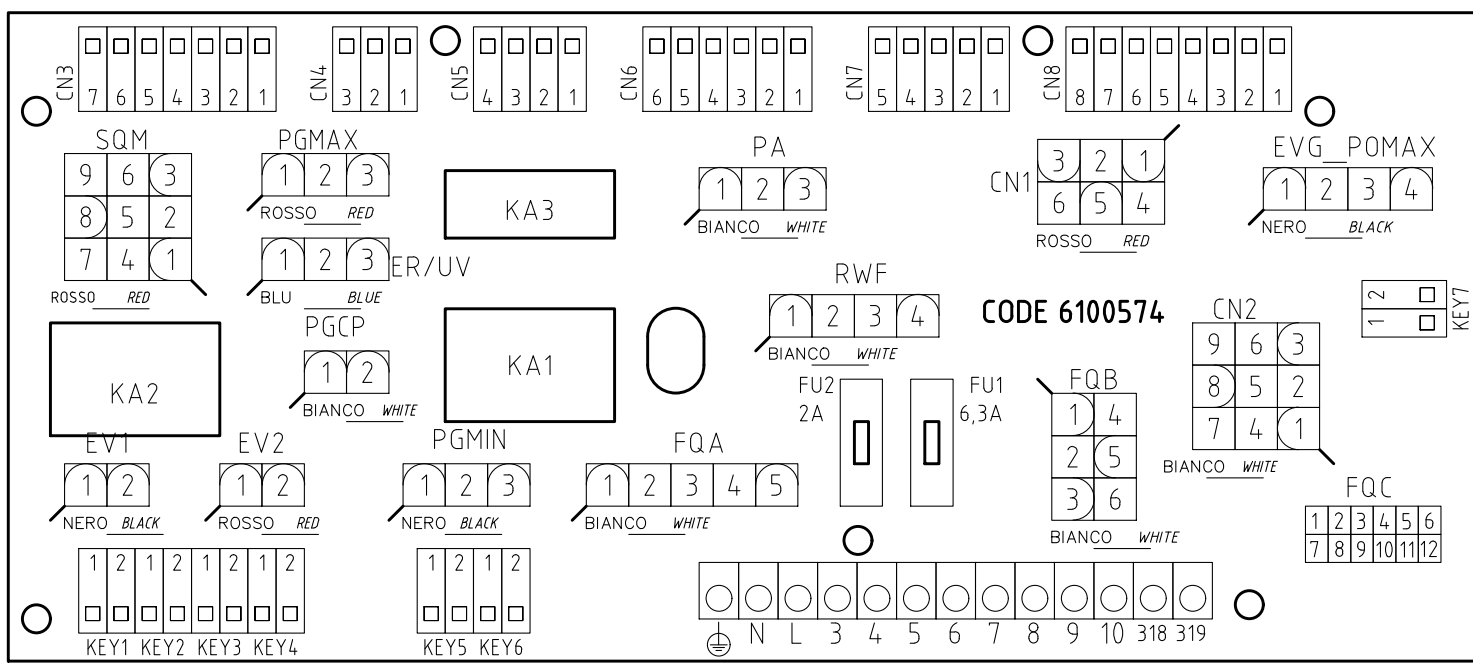 CN3 7 6 5 4 3 2 1
CN4 3 2 1
CN5 4 3 2 1
CN6 6 5 4 3 2 1
CN7 5 4 3 2 1
CN8 8 7 6 5 4 3 2 1
SQM
9 6 3
8 5 2
7 4 1
ROSSO RED
PGMAX
1 2 3
ROSSO RED
1 2 3 ER/UV
BLU BLUE
KA3
PA
1 2 3
BIANCO WHITE
CN1
3 2 1
6 5 4
ROSSO RED
EVG_POMAX
1 2 3 4
NERO BLACK
KA2
PGCP
1 2
BIANCO WHITE
KA1
RWF
1 2 3 4
BIANCO WHITE
CODE 6100574
2
1
KEY7
FU2
2A
FU1
6,3A
FQB
1 4
2 5
3 6
BIANCO WHITE
CN2
9 6 3
8 5 2
7 4 1
BIANCO WHITE
EV1
1 2
NERO BLACK
EV2
1 2
ROSSO RED
PGMIN
1 2 3
NERO BLACK
FQA
1 2 3 4 5
BIANCO WHITE
FQC
1 2 3 4 5 6
7 8 9 10 11 12
1 2 1 2 1 2 1 2
KEY1 KEY2 KEY3 KEY4
1 2 1 2
KEY5 KEY6
N L 3 4 5 6 7 8 9 10 318 319